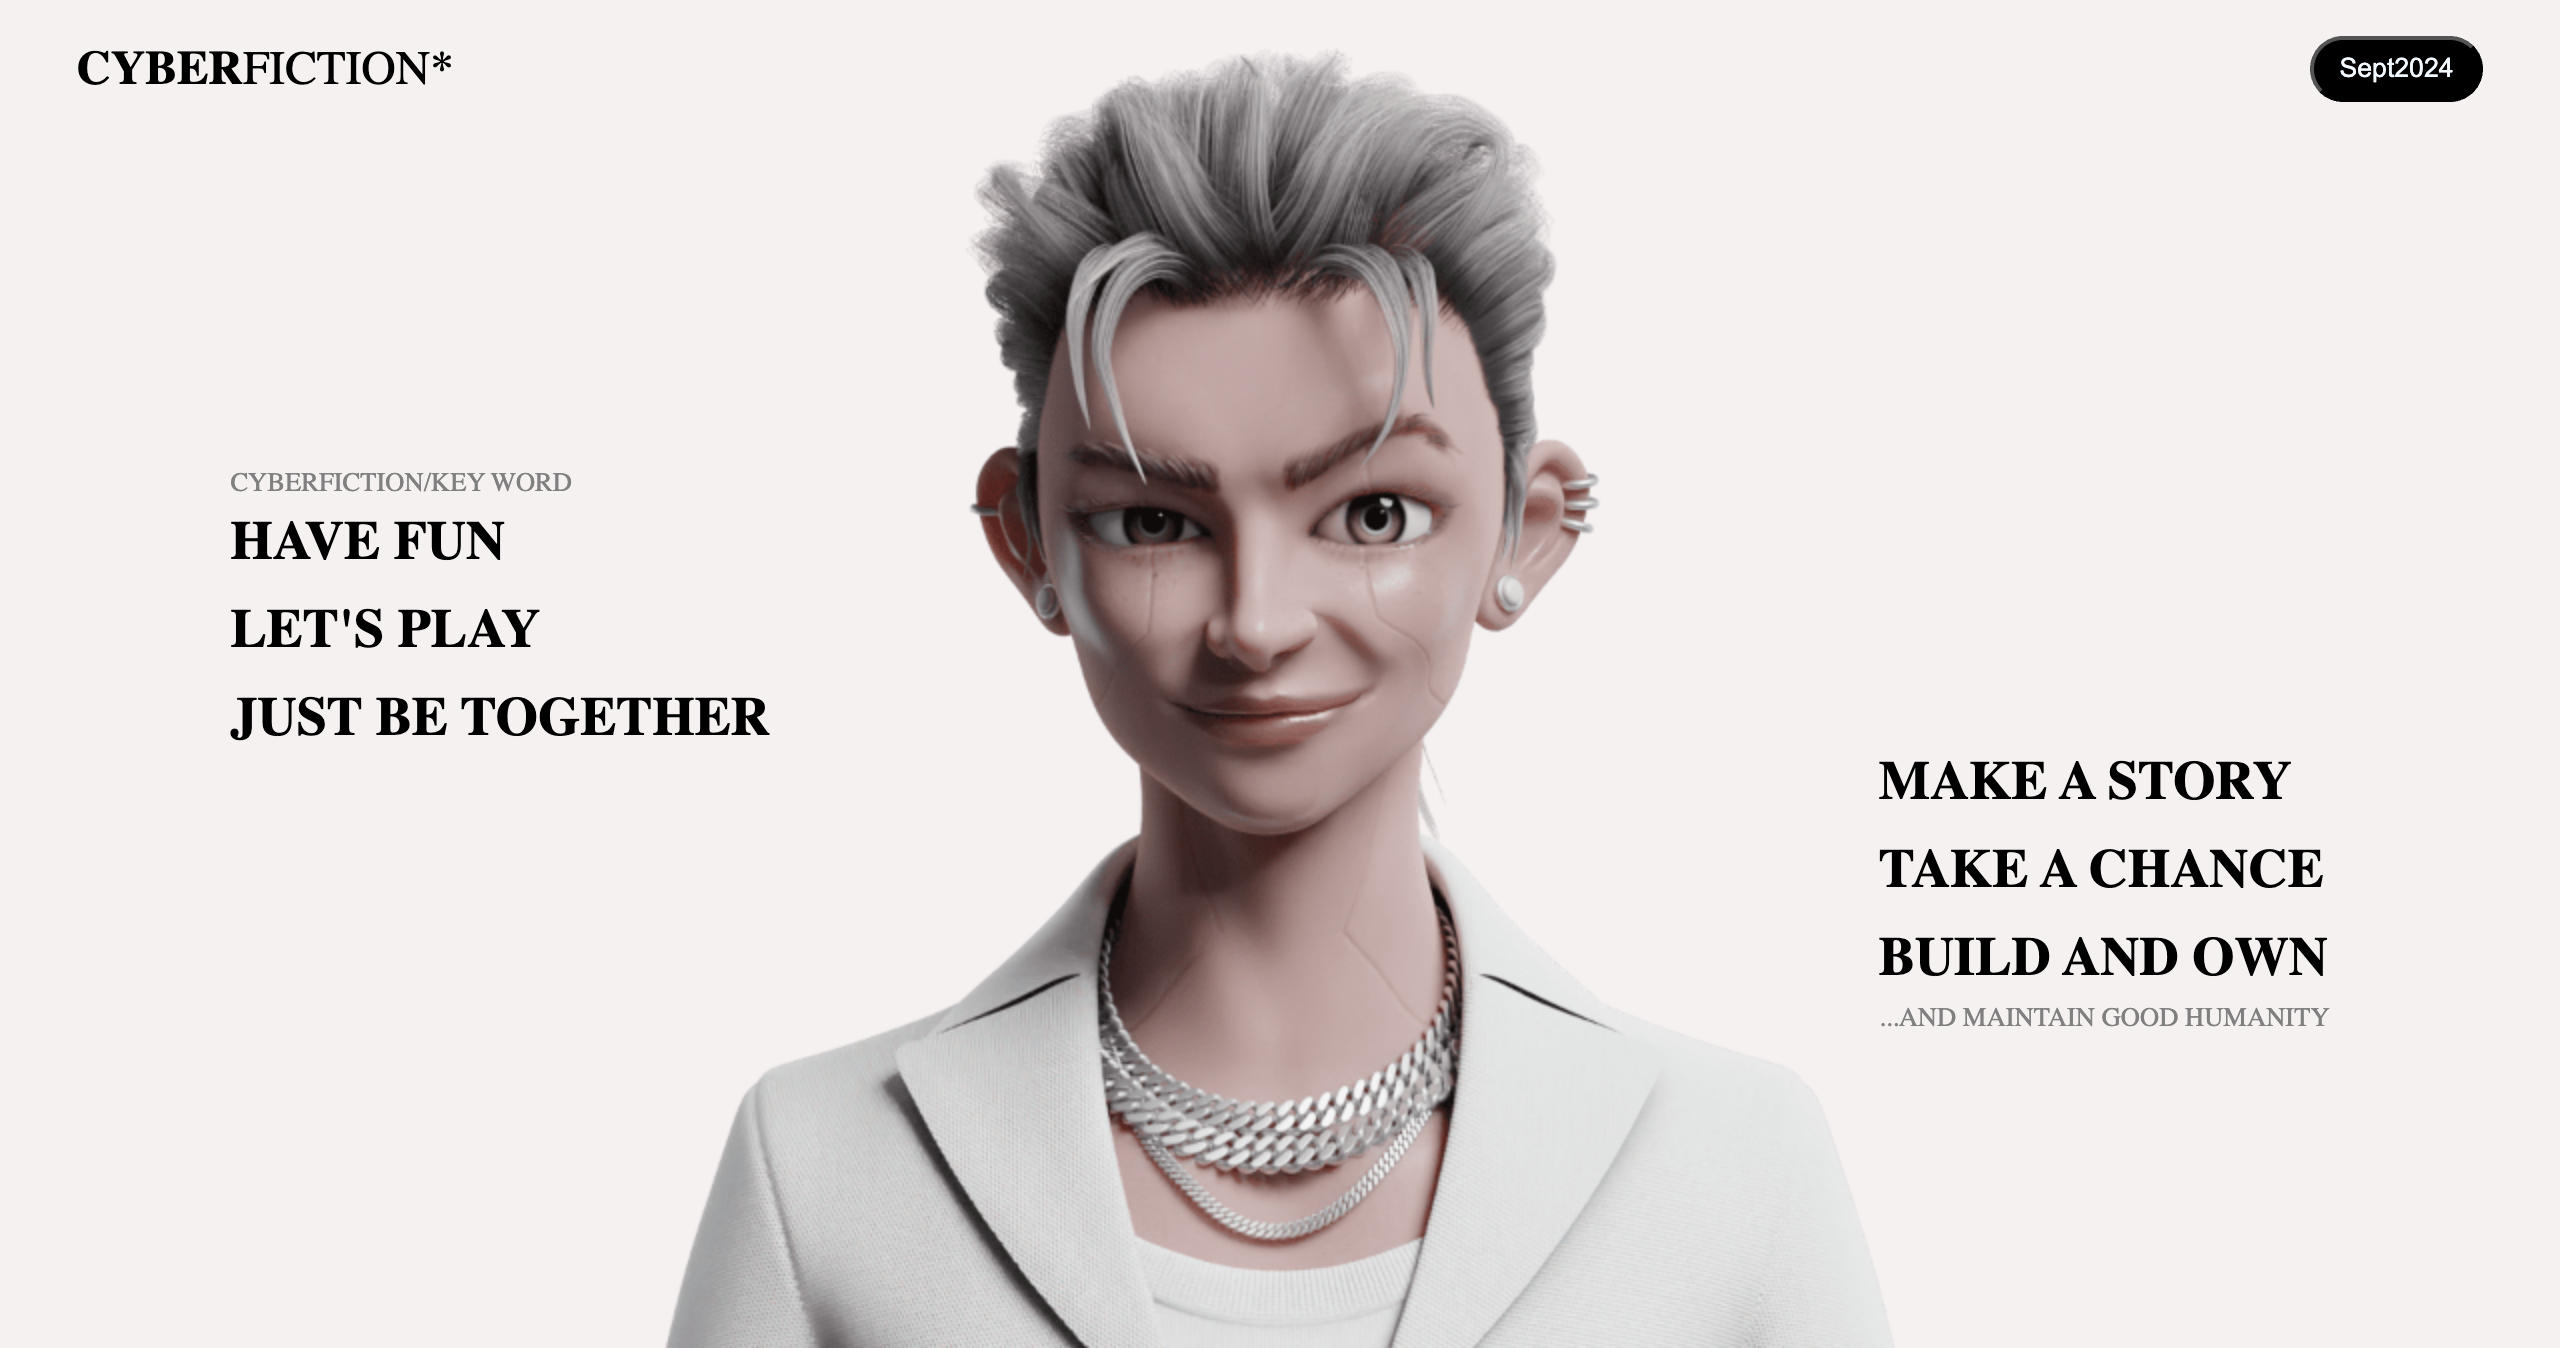 CYBERFICTION*
Sept2024
CYBERFICTION/KEY WORD
HAVE FUN
LET'S PLAY
JUST BE TOGETHER
MAKE A STORY
TAKE A CHANCE
BUILD AND OWN
...AND MAINTAIN GOOD HUMANITY